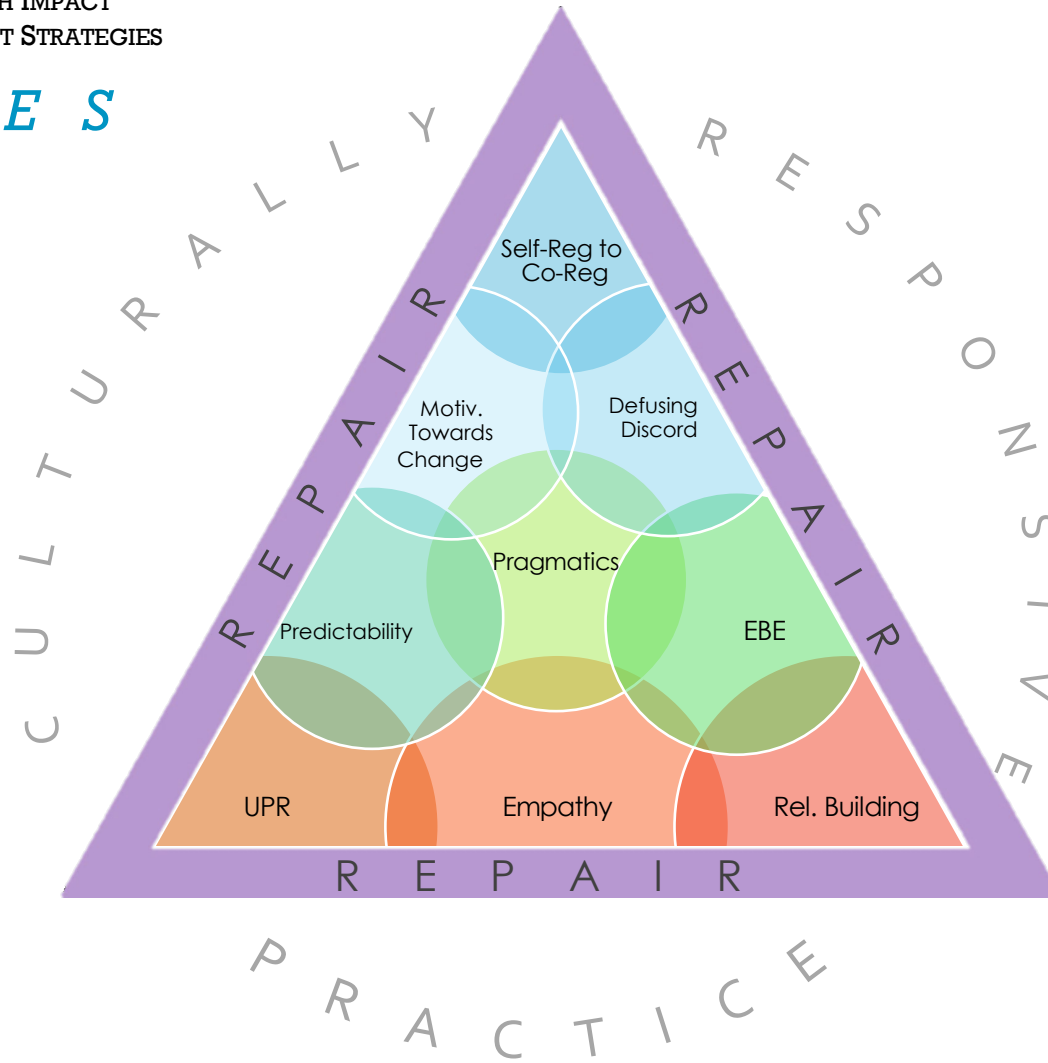 H IMPACT
T STRATEGIES
E S
CULTURALLY
RESPONSIVE
PRACTICE
REPAIR
REPAIR
REPAIR
Self-Reg to
Co-Reg
Motiv.
Towards
Change
Defusing
Discord
Pragmatics
Predictability
EBE
UPR
Empathy
Rel. Building